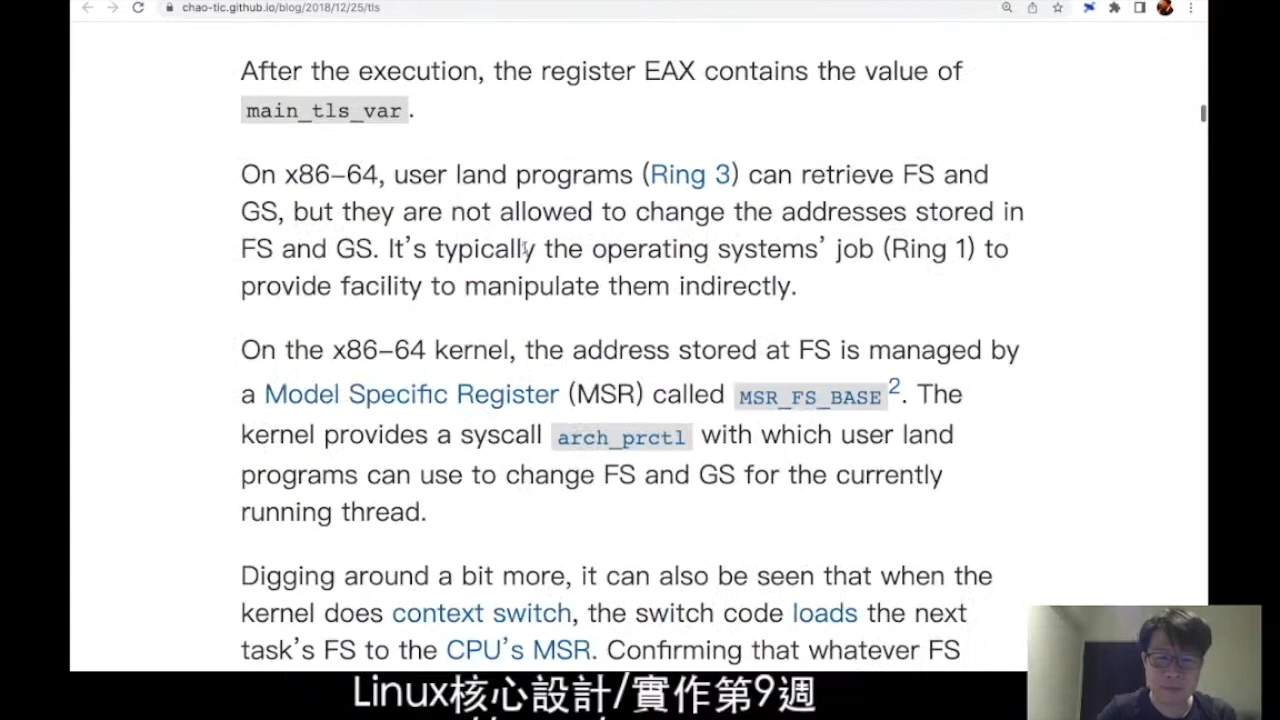 chao-tic.github.io/blog/2018/12/25/tls
After the execution, the register EAX contains the value of
main_tls_var.
On x86-64, user land programs (Ring 3) can retrieve FS and
GS, but they are not allowed to change the addresses stored in
FS and GS. It's typically the operating systems' job (Ring 1) to
provide facility to manipulate them indirectly.
On the x86-64 kernel, the address stored at FS is managed by
a Model Specific Register (MSR) called MSR_FS_BASE2. The
kernel provides a syscall arch_prctl with which user land
programs can use to change FS and GS for the currently
running thread.
Digging around a bit more, it can also be seen that when the
kernel does context switch, the switch code loads the next
task's FS to the CPU's MSR. Confirming that whatever FS
Linux核心設計/實作第9週